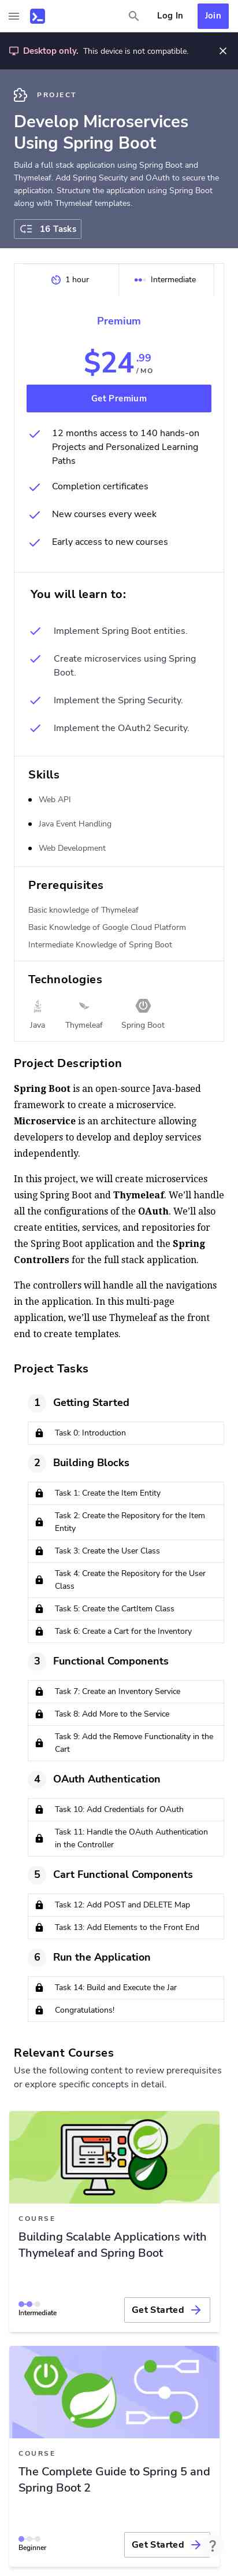 Log In
Join
Desktop only. This device is not compatible.
PROJECT
Develop Microservices
Using Spring Boot
Build a full stack application using Spring Boot and
Thymeleaf. Add Spring Security and OAuth to secure the
application. Structure the application using Spring Boot
along with Thymeleaf templates.
16 Tasks
1 hour
Intermediate
Premium
$24 .99 /MO
Get Premium
12 months access to 140 hands-on
Projects and Personalized Learning
Paths
Completion certificates
New courses every week
Early access to new courses
You will learn to:
Implement Spring Boot entities.
Create microservices using Spring
Boot.
Implement the Spring Security.
Implement the OAuth2 Security.
Skills
Web API
Java Event Handling
Web Development
Prerequisites
Basic knowledge of Thymeleaf
Basic Knowledge of Google Cloud Platform
Intermediate Knowledge of Spring Boot
Technologies
Java
Thymeleaf
Spring Boot
Project Description
Spring Boot is an open-source Java-based
framework to create a microservice.
Microservice is an architecture allowing
developers to develop and deploy services
independently.
In this project, we will create microservices
using Spring Boot and Thymeleaf. We'll handle
all the configurations of the OAuth. We'll also
create entities, services, and repositories for
the Spring Boot application and the Spring
Controllers for the full stack application.
The controllers will handle all the navigations
in the application. In this multi-page
application, we'll use Thymeleaf as the front
end to create templates.
Project Tasks
1 Getting Started
Task 0: Introduction
2 Building Blocks
Task 1: Create the Item Entity
Task 2: Create the Repository for the Item
Entity
Task 3: Create the User Class
Task 4: Create the Repository for the User
Class
Task 5: Create the CartItem Class
Task 6: Create a Cart for the Inventory
3 Functional Components
Task 7: Create an Inventory Service
Task 8: Add More to the Service
Task 9: Add the Remove Functionality in the
Cart
4 OAuth Authentication
Task 10: Add Credentials for OAuth
Task 11: Handle the OAuth Authentication
in the Controller
5 Cart Functional Components
Task 12: Add POST and DELETE Map
Task 13: Add Elements to the Front End
6 Run the Application
Task 14: Build and Execute the Jar
Congratulations!
Relevant Courses
Use the following content to review prerequisites
or explore specific concepts in detail.
COURSE
Building Scalable Applications with
Thymeleaf and Spring Boot
Intermediate
Get Started
COURSE
The Complete Guide to Spring 5 and
Spring Boot 2
Beginner
Get Started
?